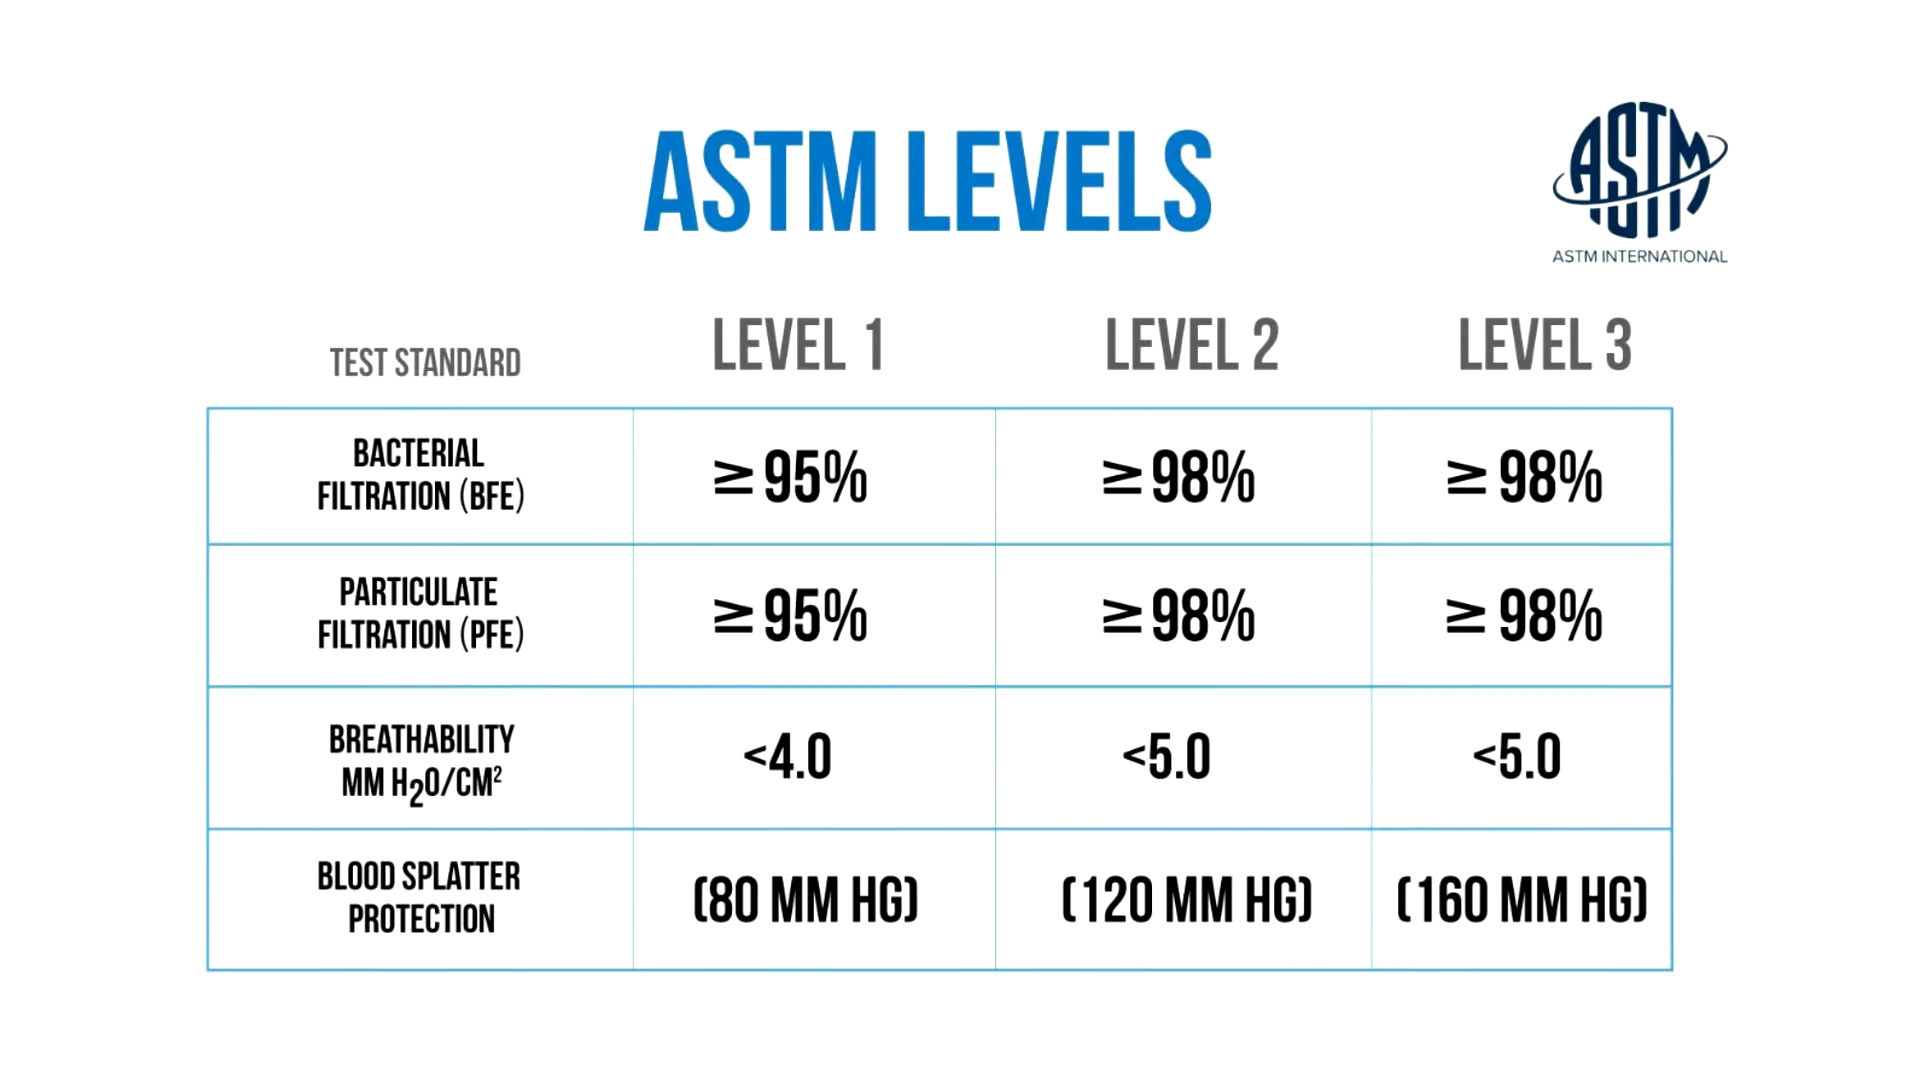 ASTM LEVELS
ASTM
ASTM INTERNATIONAL
TEST STANDARD LEVEL 1 LEVEL 2 LEVEL 3
BACTERIAL
FILTRATION (BFE) ≥ 95% ≥ 98% ≥ 98%
PARTICULATE
FILTRATION (PFE) ≥ 95% ≥ 98% ≥ 98%
BREATHABILITY
MM H₂O/CM² <4.0 <5.0 <5.0
BLOOD SPLATTER
PROTECTION (80 MM HG) (120 MM HG) (160 MM HG)